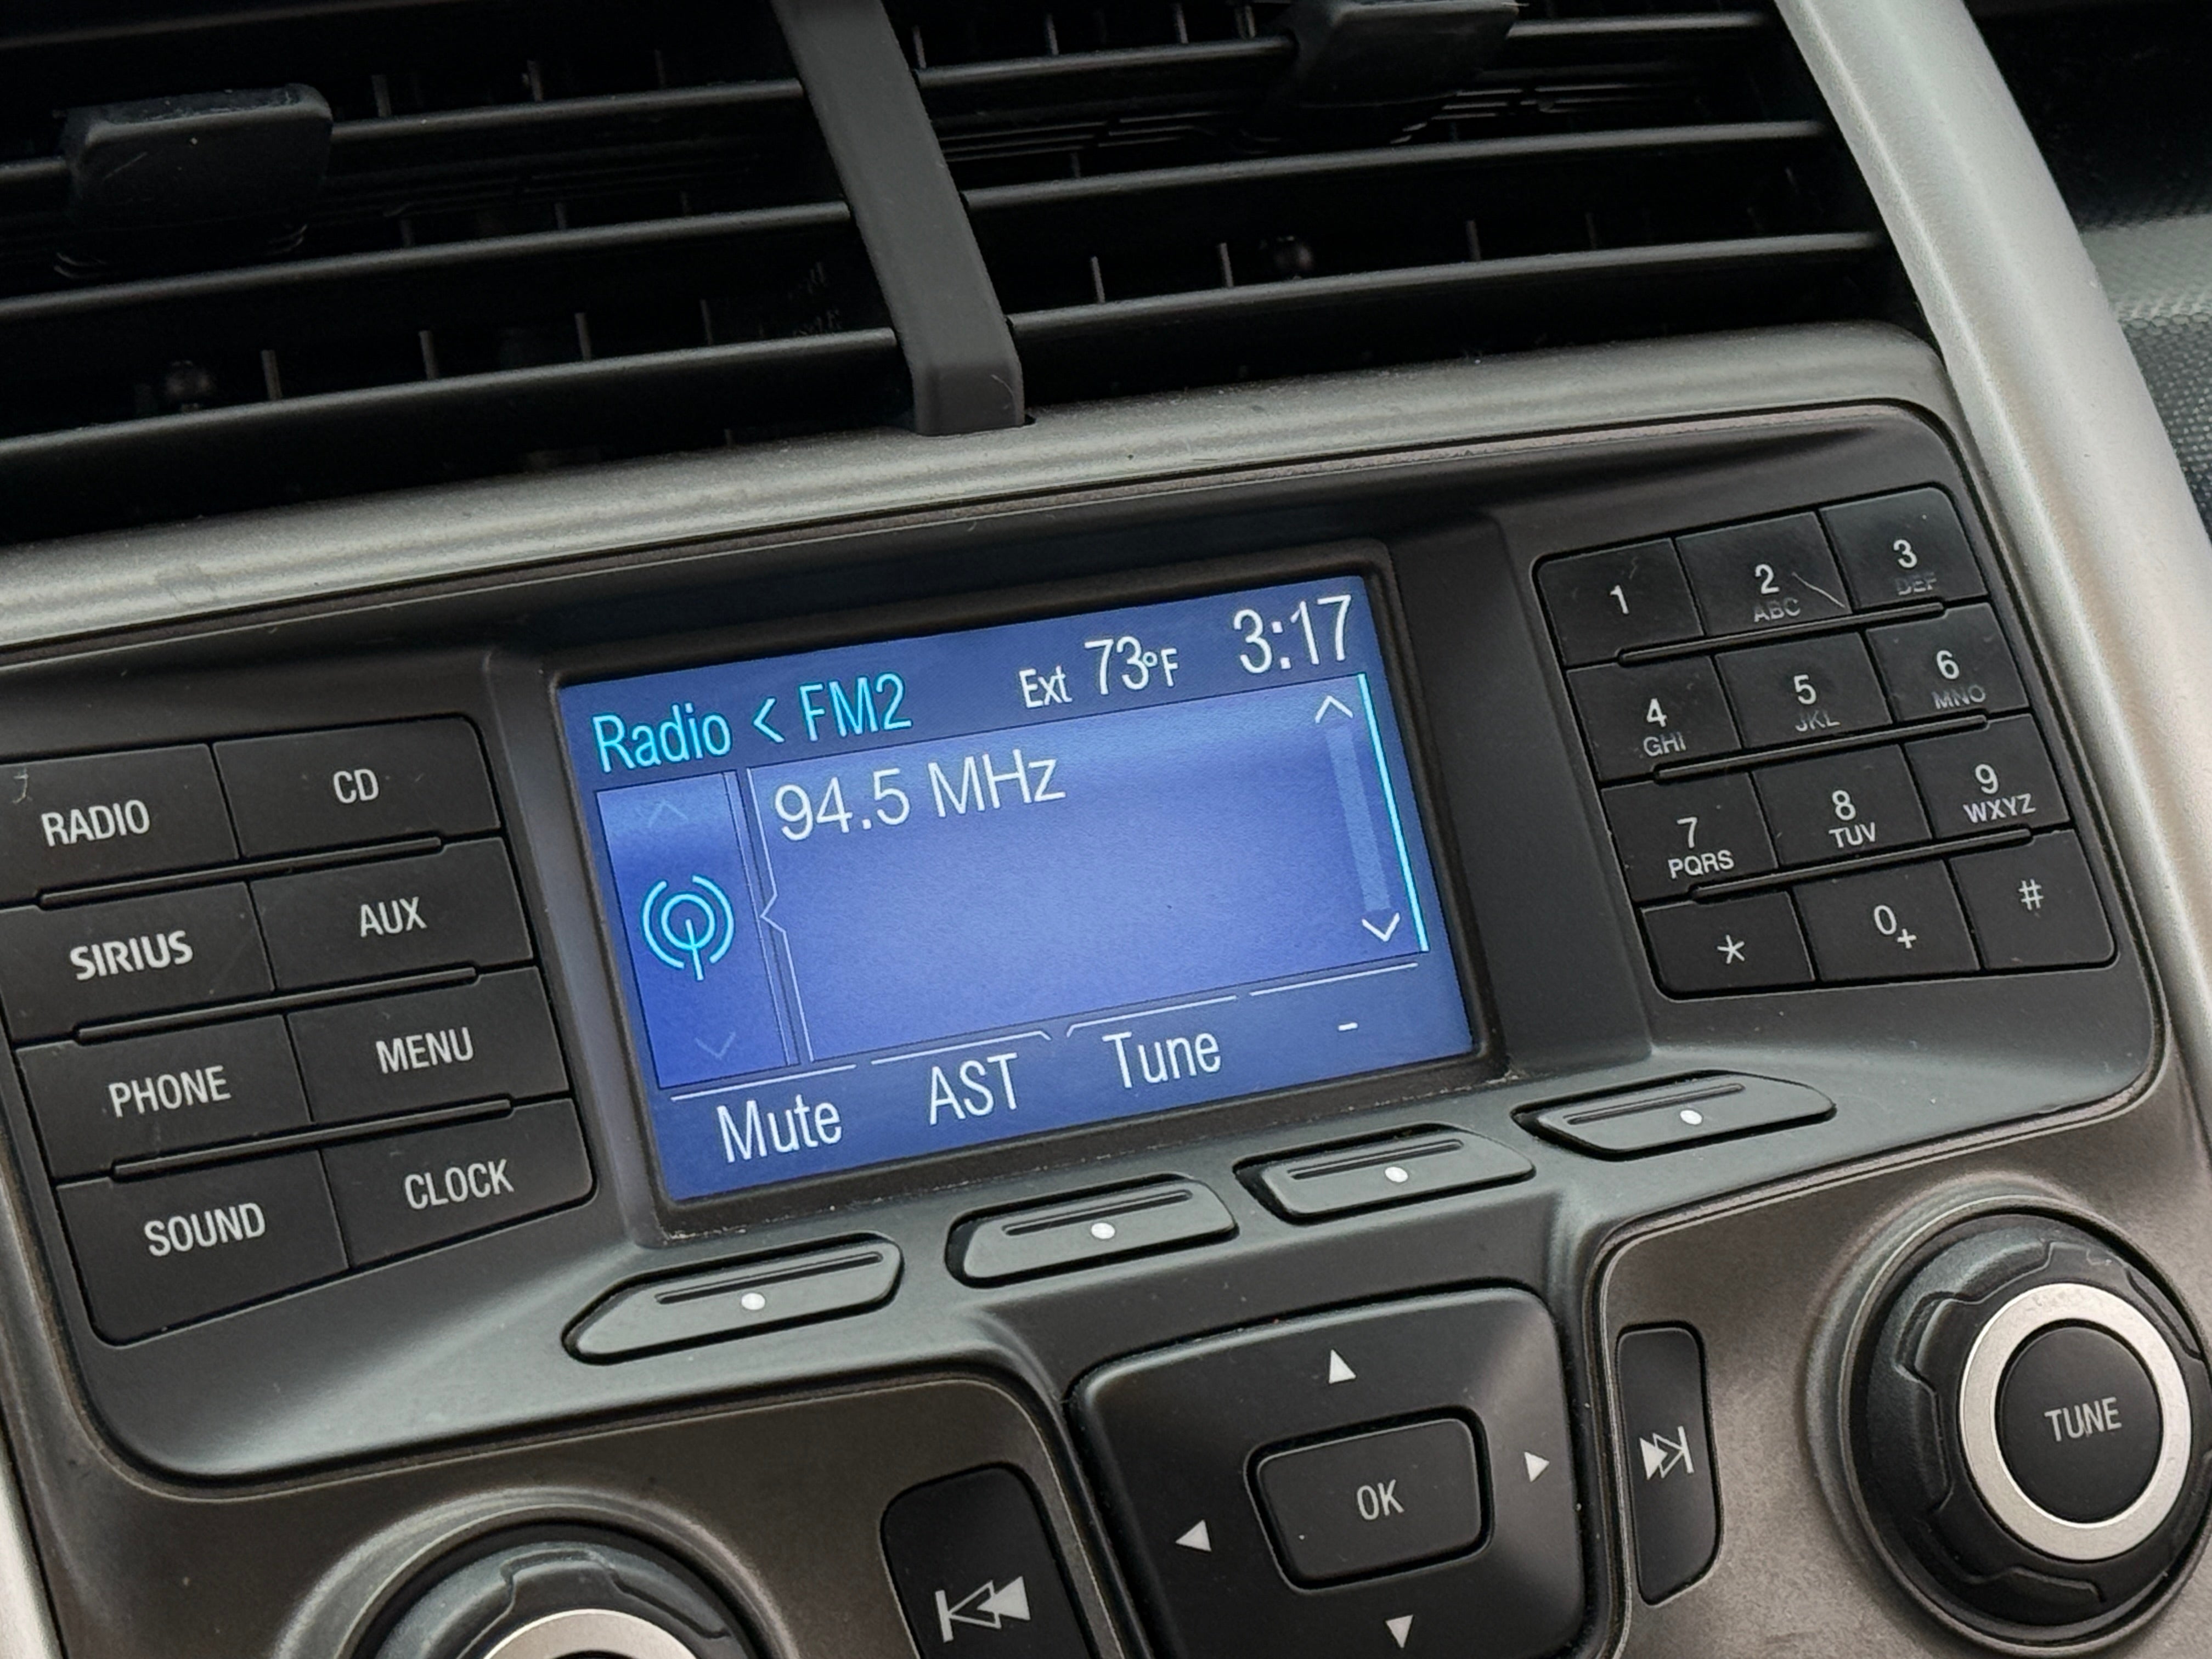 Radio < FM2 Ext 73°F 3:17
94.5 MHz
Mute AST Tune -
RADIO CD
SIRIUS AUX
PHONE MENU
SOUND CLOCK
1 2 ABC 3 DEF
4 GHI 5 JKL 6 MNO
7 PQRS 8 TUV 9 WXYZ
* 0+ #
OK
TUNE